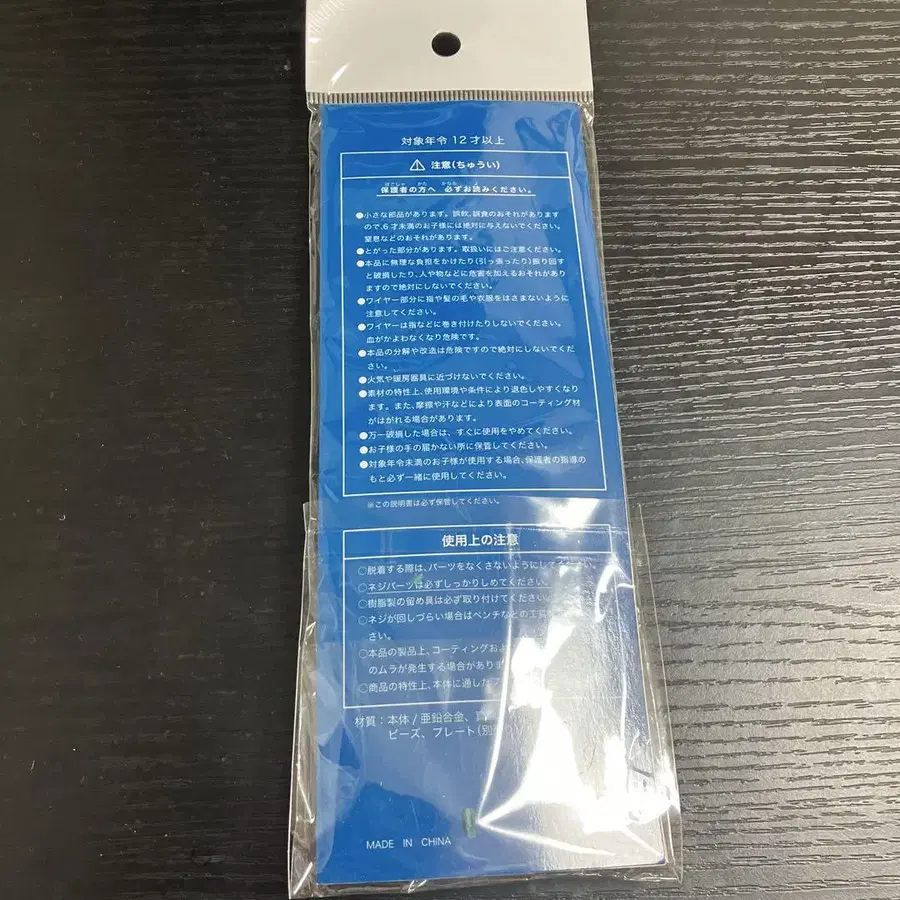 対象年令 12才以上
⚠ 注意(ちゅうい)
保護者の方へ 必ずお読みください。
●小さな部品があります。誤飲、誤食のおそれがあります
ので、6才未満のお子様には絶対に与えないでください。
窒息などのおそれがあります。
●とがった部分があります。取扱いにはご注意ください。
●本品に無理な負担をかけたり(引っ張ったり)振り回す
と破損したり、人や物などに危害を加えるおそれがあり
ますので絶対にしないでください。
●ワイヤー部分に指や髪の毛や衣服をはさまないように
注意してください。
●ワイヤーは指などに巻き付けたりしないでください。
血がかよわなくなり危険です。
●本品の分解や改造は危険ですので絶対にしないでくだ
さい。
●火気や暖房器具に近づけないでください。
●素材の特性上、使用環境や条件により退色しやすくなり
ます。また、摩擦や汗などにより表面のコーティング材
がはがれる場合があります。
●万一破損した場合は、すぐに使用をやめてください。
●お子様の手の届かない所に保管してください。
●対象年令未満のお子様が使用する場合、保護者の指導の
もと必ず一緒に使用してください。
※この説明書は必ず保管してください。
使用上の注意
○脱着する際は、パーツをなくさないようにしてください。
○ネジパーツは必ずしっかりしめてください。
○樹脂製の留め具は必ず取り付けてください。
○ネジが回しづらい場合はペンチなどの工具
さい。
○本品の製品上、コーティングおよ
のムラが発生する場合がありま
○商品の特性上、本体に通した
材質：本体/亜鉛合金、
ビーズ、プレート(別
MADE IN CHINA